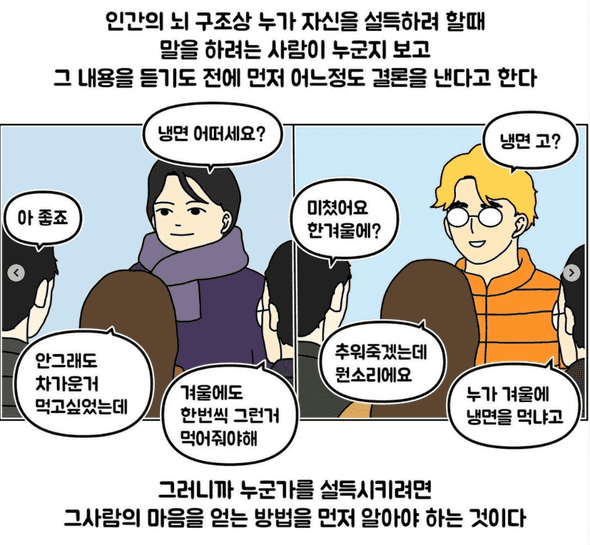 인간의 뇌 구조상 누가 자신을 설득하려 할때
말을 하려는 사람이 누군지 보고
그 내용을 듣기도 전에 먼저 어느정도 결론을 낸다고 한다
냉면 어떠세요?
아 좋죠
안그래도
차가운거
먹고싶었는데
겨울에도
한번씩 그런거
먹어줘야해
냉면 고?
미쳤어요
한겨울에?
추워죽겠는데
뭔소리에요
누가 겨울에
냉면을 먹냐고
그러니까 누군가를 설득시키려면
그사람의 마음을 얻는 방법을 먼저 알아야 하는 것이다